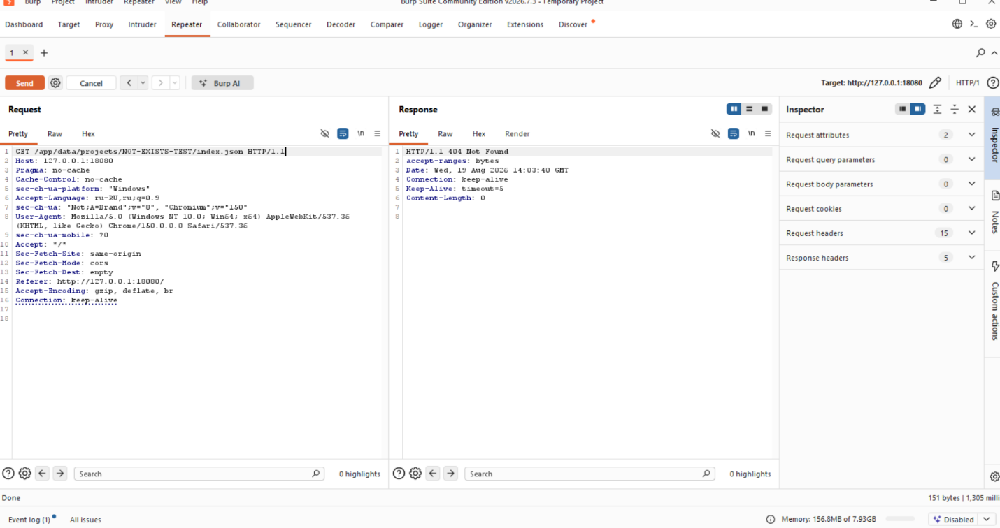 Burp Project Intruder Repeater View Help
Burp Suite Community Edition v2026.7.3 - Temporary Project
Dashboard Target Proxy Intruder Repeater Collaborator Sequencer Decoder Comparer Logger Organizer Extensions Discover
1
Send Cancel Burp AI
Target: http://127.0.0.1:18080 HTTP/1
Request
Pretty Raw Hex \n
1 GET /app/data/projects/NOT-EXISTS-TEST/index.json HTTP/1.1
2 Host: 127.0.0.1:18080
3 Pragma: no-cache
4 Cache-Control: no-cache
5 sec-ch-ua-platform: "Windows"
6 Accept-Language: ru-RU,ru;q=0.9
7 sec-ch-ua: "Not;A=Brand";v="8", "Chromium";v="150"
8 User-Agent: Mozilla/5.0 (Windows NT 10.0; Win64; x64) AppleWebKit/537.36
(KHTML, like Gecko) Chrome/150.0.0.0 Safari/537.36
9 sec-ch-ua-mobile: ?0
10 Accept: */*
11 Sec-Fetch-Site: same-origin
12 Sec-Fetch-Mode: cors
13 Sec-Fetch-Dest: empty
14 Referer: http://127.0.0.1:18080/
15 Accept-Encoding: gzip, deflate, br
16 Connection: keep-alive
17
18
Search
0 highlights
Response
Pretty Raw Hex Render \n
1 HTTP/1.1 404 Not Found
2 accept-ranges: bytes
3 Date: Wed, 19 Aug 2026 14:03:40 GMT
4 Connection: keep-alive
5 Keep-Alive: timeout=5
6 Content-Length: 0
7
8
Search
0 highlights
Inspector
Request attributes 2
Request query parameters 0
Request body parameters 0
Request cookies 0
Request headers 15
Response headers 5
Inspector
Notes
Custom actions
Done
151 bytes | 1,305 milli
Event log (1) All issues
Memory: 156.8MB of 7.93GB
Disabled